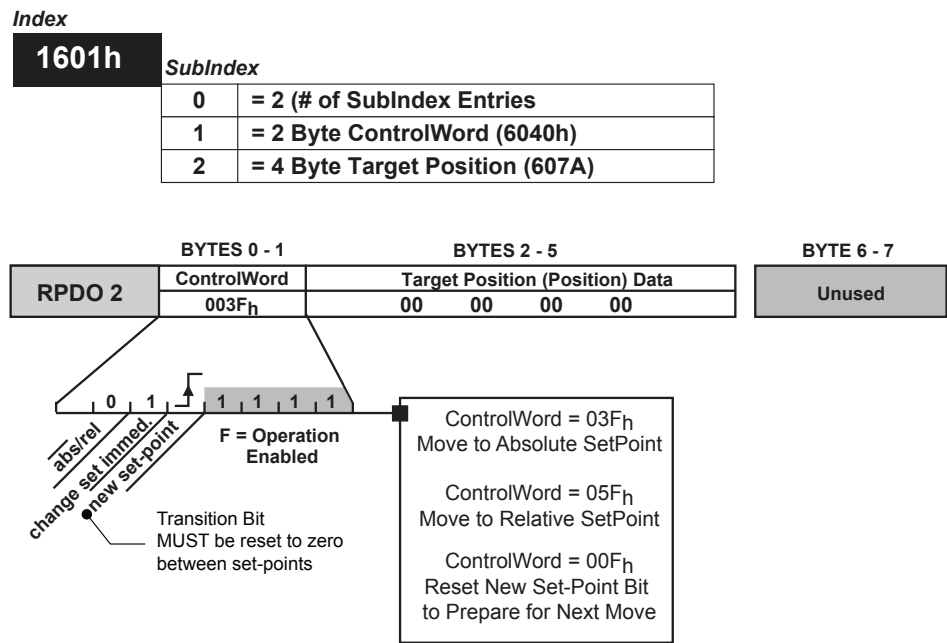 Index
1601h
SubIndex
0 = 2 (# of SubIndex Entries
1 = 2 Byte ControlWord (6040h)
2 = 4 Byte Target Position (607A)
BYTES 0 - 1 BYTES 2 - 5 BYTE 6 - 7
RPDO 2 ControlWord Target Position (Position) Data Unused
003Fh 00 00 00 00
0 1 1 1 1 1
abs/rel
change set immed.
new set-point
F = Operation
Enabled
Transition Bit
MUST be reset to zero
between set-points
ControlWord = 03Fh
Move to Absolute SetPoint
ControlWord = 05Fh
Move to Relative SetPoint
ControlWord = 00Fh
Reset New Set-Point Bit
to Prepare for Next Move